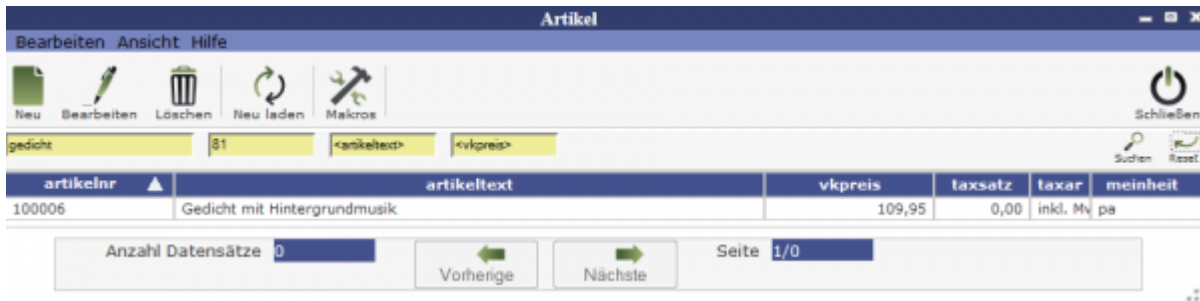 Artikel
Bearbeiten Ansicht Hilfe
Neu Bearbeiten Löschen Neu laden Makros Schließen
gedicht 81 <artikeltext> <vkpreis> Suchen Reset
artikelnr artikeltext vkpreis taxsatz taxar meinheit
100006 Gedicht mit Hintergrundmusik 109,95 0,00 inkl. Mv pa
Anzahl Datensätze 0 Vorherige Nächste Seite 1/0